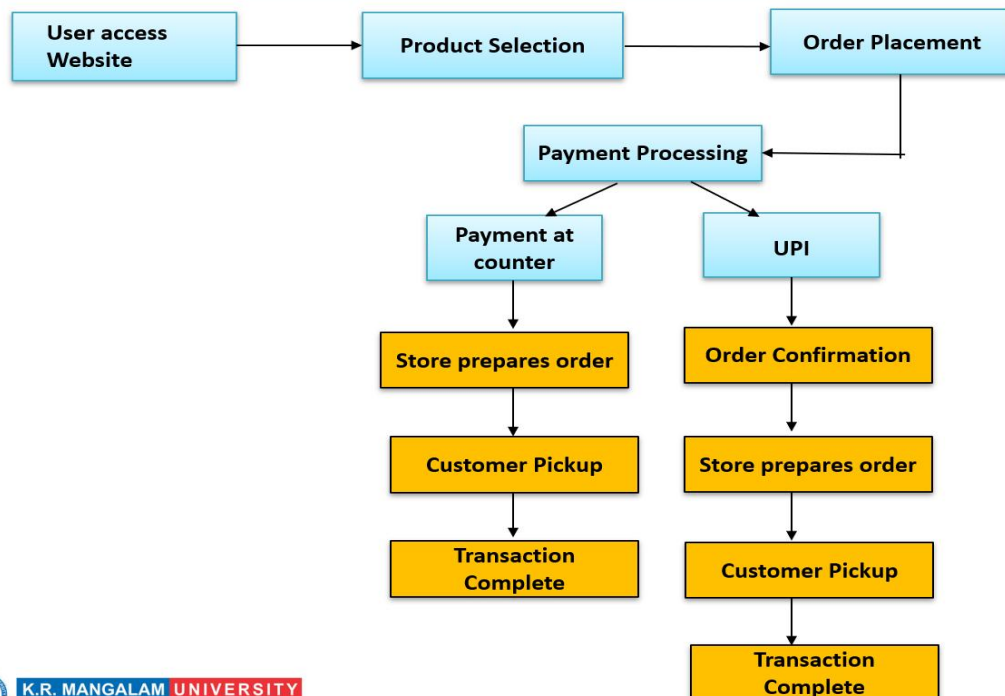 User access
Website
Product Selection
Order Placement
Payment Processing
Payment at
counter
UPI
Store prepares order
Order Confirmation
Customer Pickup
Store prepares order
Transaction
Complete
Customer Pickup
Transaction
Complete
K.R. MANGALAM UNIVERSITY